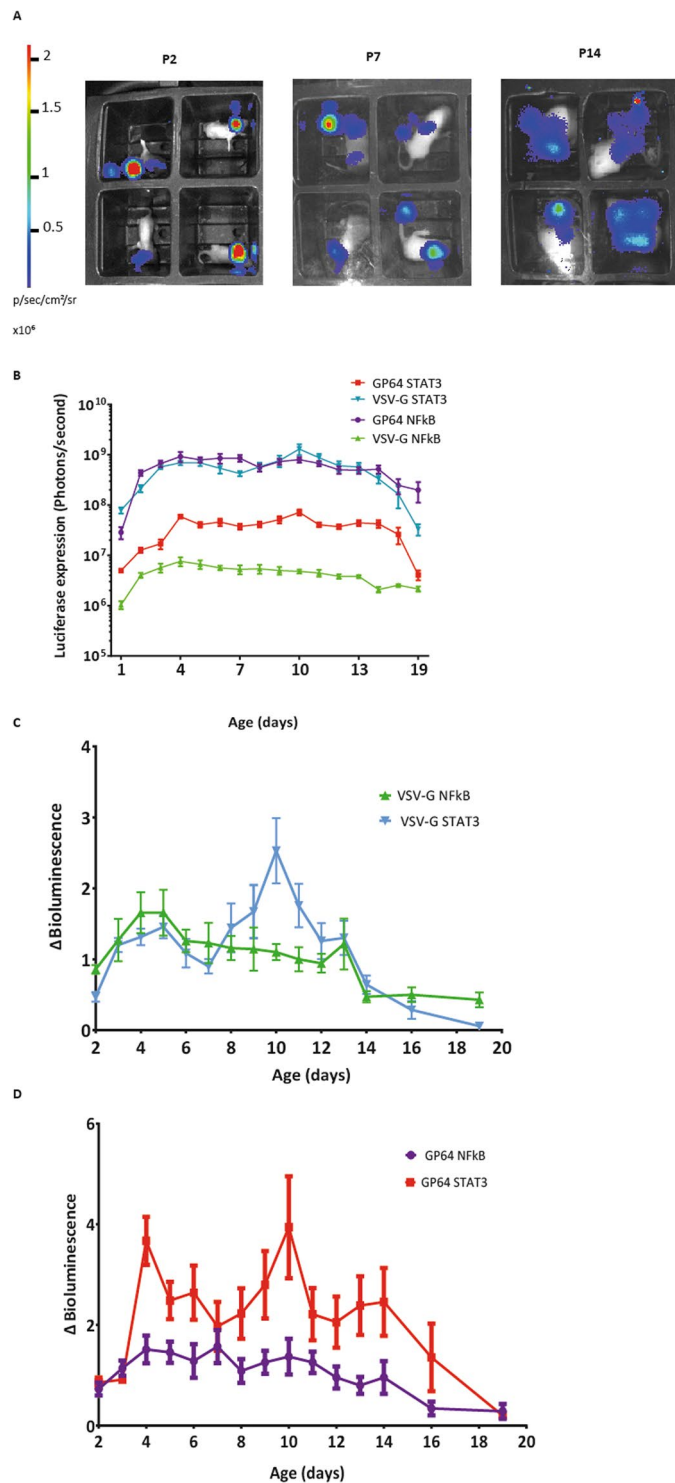 A
P2
P7
P14
2
1.5
1
0.5
p/sec/cm²/sr
x10⁶
B
GP64 STAT3
VSV-G STAT3
GP64 NFkB
VSV-G NFkB
Luciferase expression (Photons/second)
10¹⁰
10⁹
10⁸
10⁷
10⁶
10⁵
1 4 7 10 13 19
Age (days)
C
VSV-G NFkB
VSV-G STAT3
ΔBioluminescence
4
3
2
1
0
2 4 6 8 10 12 14 16 18 20
Age (days)
D
GP64 NFkB
GP64 STAT3
Δ Bioluminescence
6
4
2
0
2 4 6 8 10 12 14 16 18 20
Age (days)